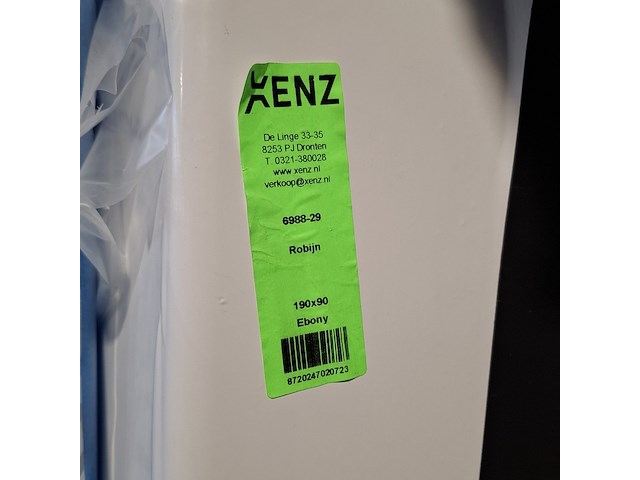 XENZ
De Linge 33-35
8253 PJ Dronten
T. 0321-380028
www.xenz.nl
verkoop@xenz.nl
6988-29
Robijn
190x90
Ebony
8720247020723